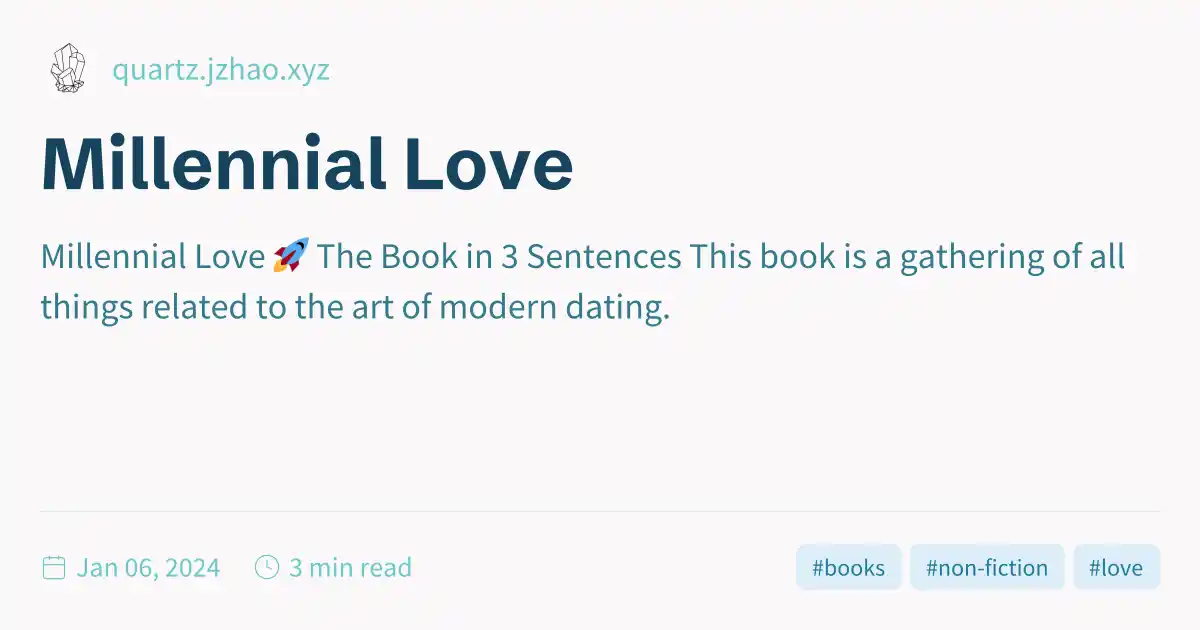 quartz.jzhao.xyz
Millennial Love
Millennial Love 🚀 The Book in 3 Sentences This book is a gathering of all
things related to the art of modern dating.
Jan 06, 2024 3 min read #books #non-fiction #love